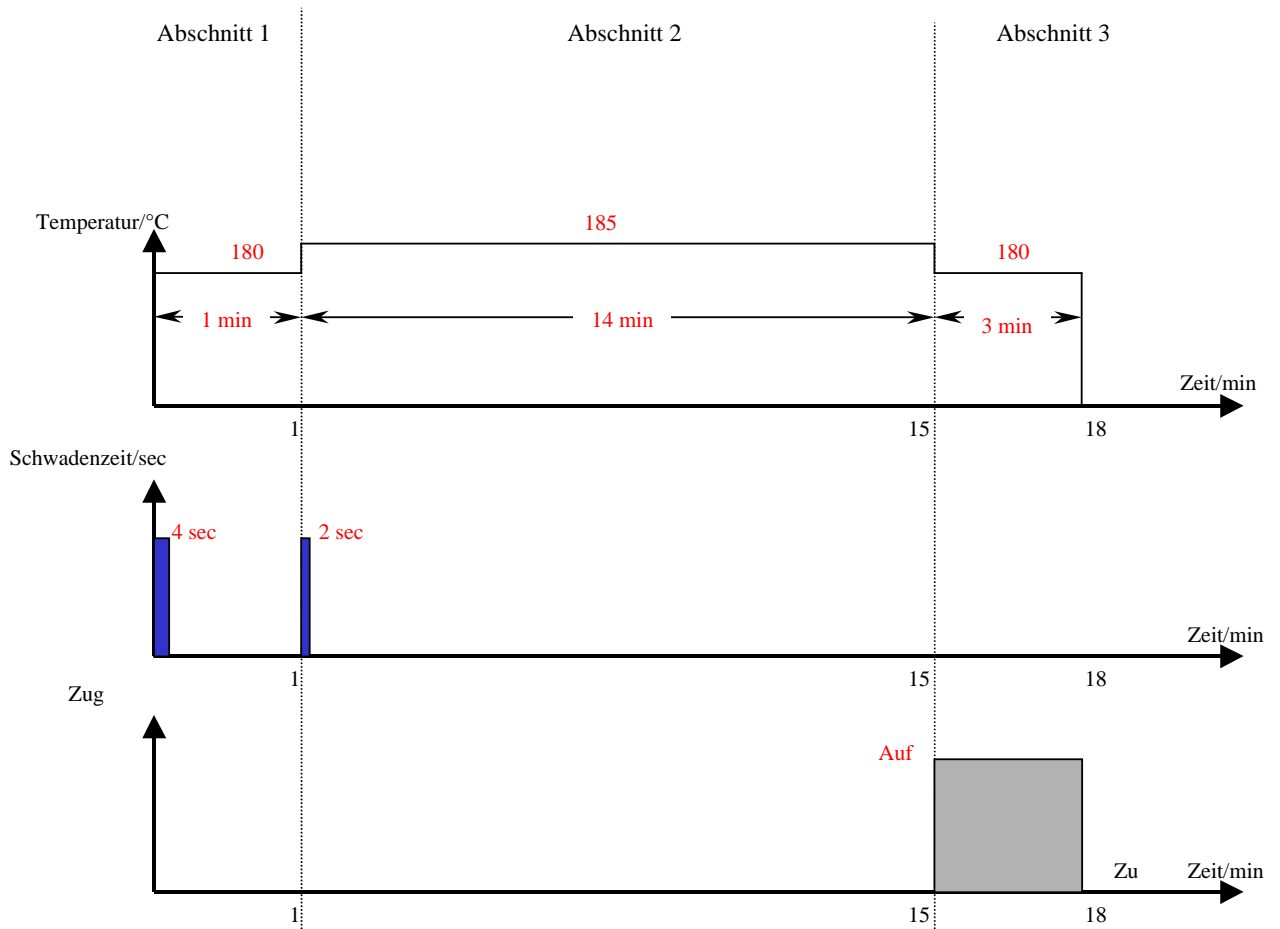 Abschnitt 1 Abschnitt 2 Abschnitt 3
Temperatur/°C
180 185 180
1 min 14 min 3 min
Zeit/min
1 15 18
Schwadenzeit/sec
4 sec 2 sec
Zeit/min
1 15 18
Zug
Auf
Zu Zeit/min
1 15 18